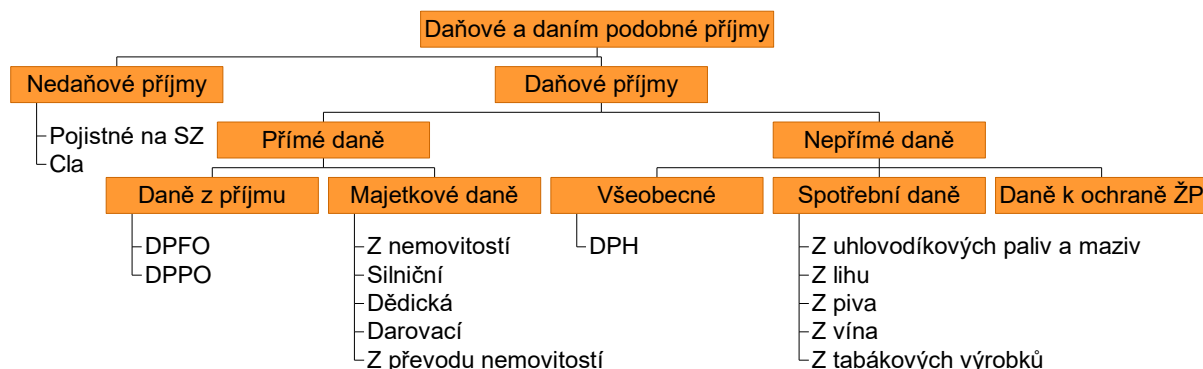 Daňové a daním podobné příjmy
Nedaňové příjmy
Daňové příjmy
Pojistné na SZ
Cla
Přímé daně
Nepřímé daně
Daně z příjmu
Majetkové daně
Všeobecné
Spotřební daně
Daně k ochraně ŽP
DPFO
DPPO
Z nemovitostí
Silniční
Dědická
Darovací
Z převodu nemovitostí
DPH
Z uhlovodíkových paliv a maziv
Z lihu
Z piva
Z vína
Z tabákových výrobků